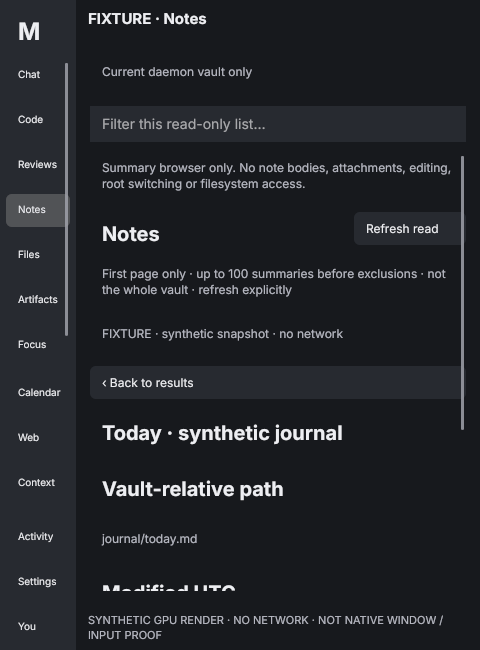 M
Chat
Code
Reviews
Notes
Files
Artifacts
Focus
Calendar
Web
Context
Activity
Settings
You
FIXTURE · Notes
Current daemon vault only
Filter this read-only list...
Summary browser only. No note bodies, attachments, editing,
root switching or filesystem access.
Notes
Refresh read
First page only · up to 100 summaries before exclusions · not
the whole vault · refresh explicitly
FIXTURE · synthetic snapshot · no network
‹ Back to results
Today · synthetic journal
Vault-relative path
journal/today.md
Modified UTC
SYNTHETIC GPU RENDER · NO NETWORK · NOT NATIVE WINDOW /
INPUT PROOF